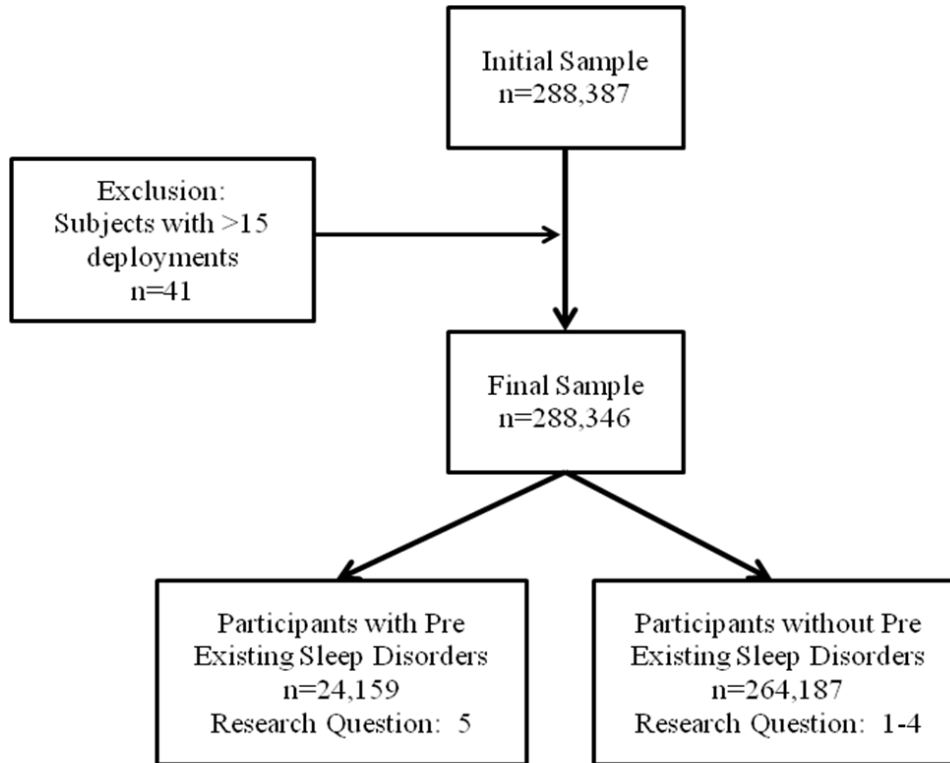 Initial Sample
n=288,387
Exclusion:
Subjects with >15
deployments
n=41
Final Sample
n=288,346
Participants with Pre
Existing Sleep Disorders
n=24,159
Research Question:  5
Participants without Pre
Existing Sleep Disorders
n=264,187
Research Question:  1-4